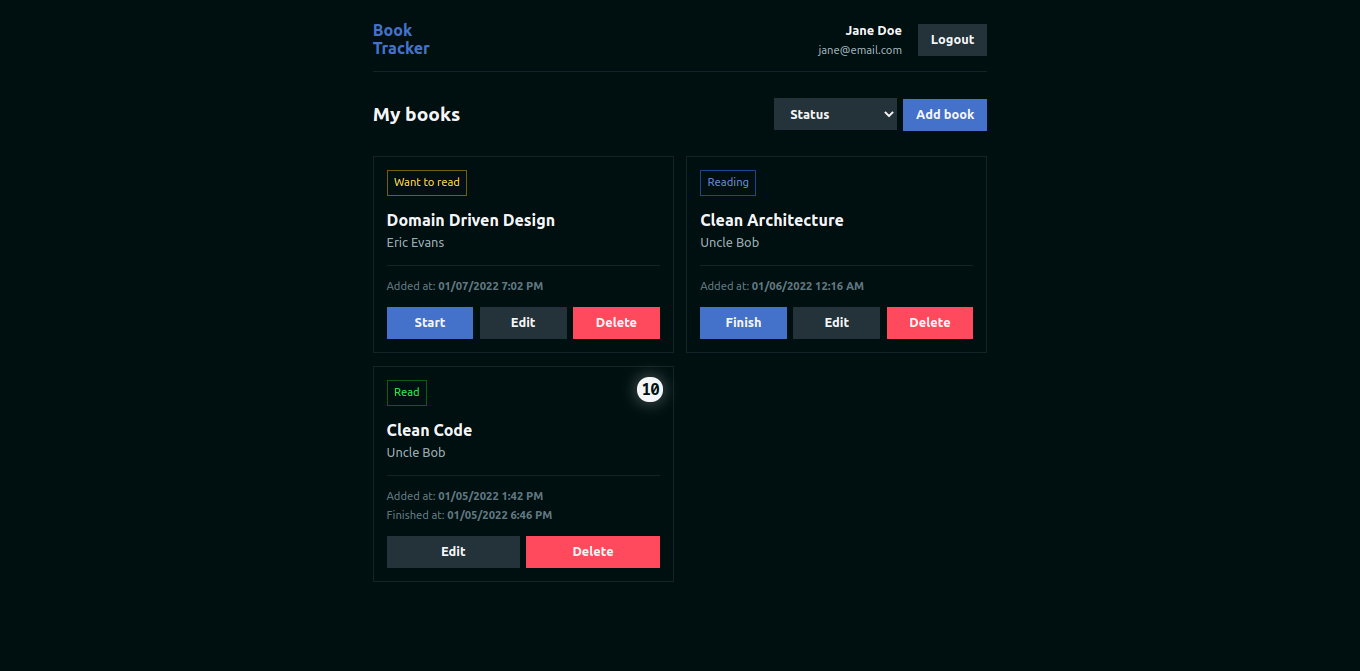 Book
Tracker
Jane Doe
jane@email.com
Logout
My books
Status
Add book
Want to read
Domain Driven Design
Eric Evans
Added at: 01/07/2022 7:02 PM
Start
Edit
Delete
Reading
Clean Architecture
Uncle Bob
Added at: 01/06/2022 12:16 AM
Finish
Edit
Delete
Read
10
Clean Code
Uncle Bob
Added at: 01/05/2022 1:42 PM
Finished at: 01/05/2022 6:46 PM
Edit
Delete